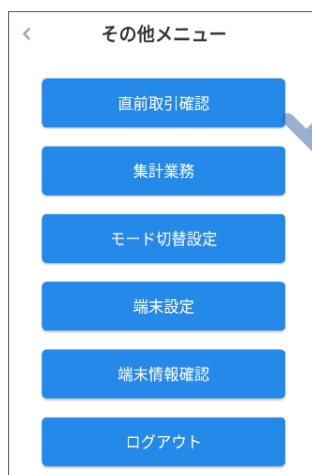 その他メニュー
直前取引確認
集計業務
モード切替設定
端末設定
端末情報確認
ログアウト